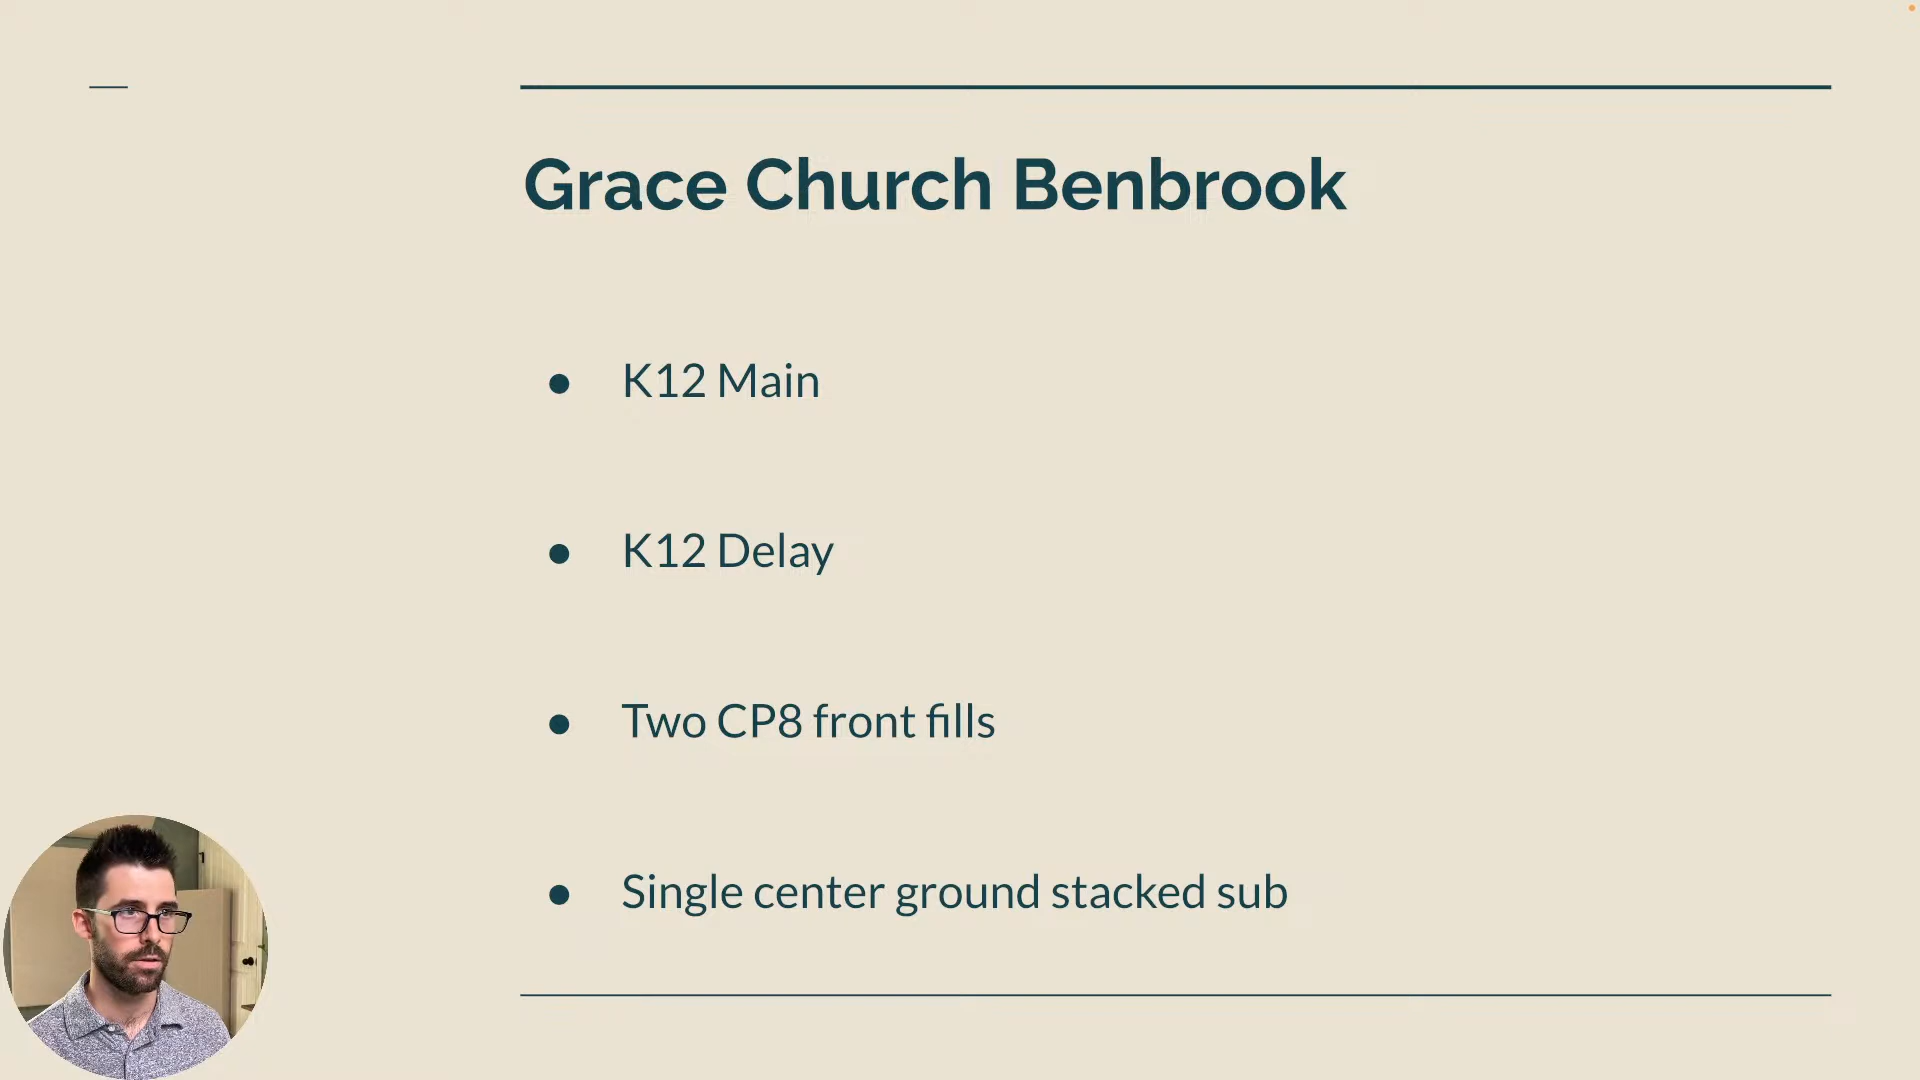 Grace Church Benbrook
● K12 Main
● K12 Delay
● Two CP8 front fills
● Single center ground stacked sub